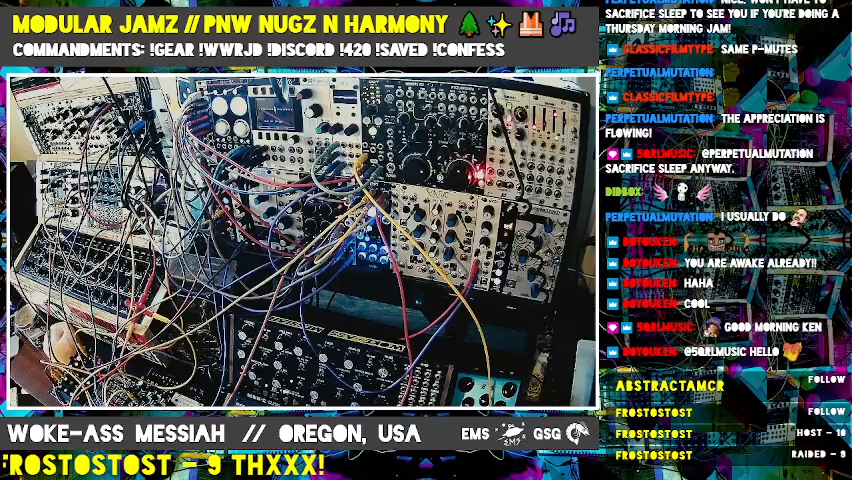 MODULAR JAMZ // PNW NUGZ N HARMONY
COMMANDMENTS: !GEAR !WWRJD !DISCORD !420 !SAVED !CONFESS
SACRIFICE SLEEP TO SEE YOU IF YOU'RE DOING A
THURSDAY MORNING JAM!
CLASSICFILMTYPE SAME P-MUTES
PERPETUALMUTATION
CLASSICFILMTYPE
PERPETUALMUTATION THE APPRECIATION IS
FLOWING!
5QRLMUSIC: @PERPETUALMUTATION
SACRIFICE SLEEP ANYWAY.
DIDBOX:
PERPETUALMUTATION: I USUALLY DO
DOYOUKEN:
DOYOUKEN: YOU ARE AWAKE ALREADY!!
DOYOUKEN: HAHA
DOYOUKEN: COOL
5QRLMUSIC: GOOD MORNING KEN
DOYOUKEN: @5QRLMUSIC HELLO
ABSTRACTAMCR FOLLOW
FROSTOSTOST FOLLOW
FROSTOSTOST HOST - 10
FROSTOSTOST RAIDED - 9
WOKE-ASS MESSIAH // OREGON, USA
EMS EMS GSG
FROSTOSTOST - 9 THXXX!